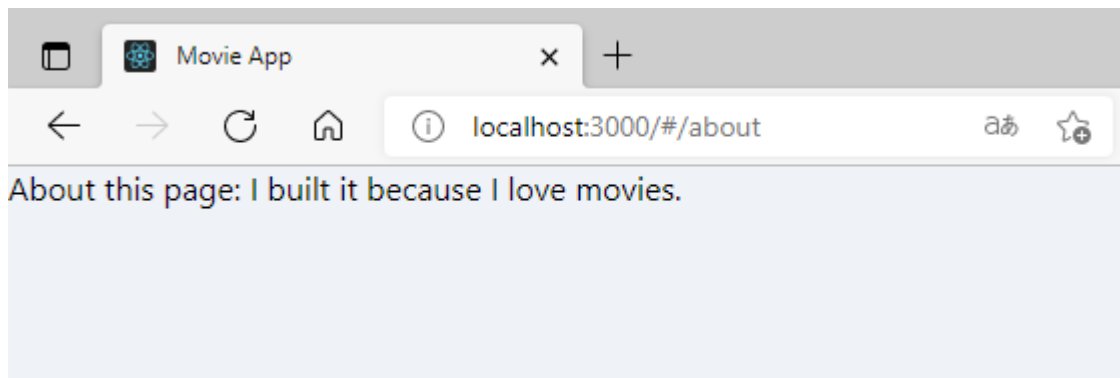 Movie App
localhost:3000/#/about
aあ
About this page: I built it because I love movies.